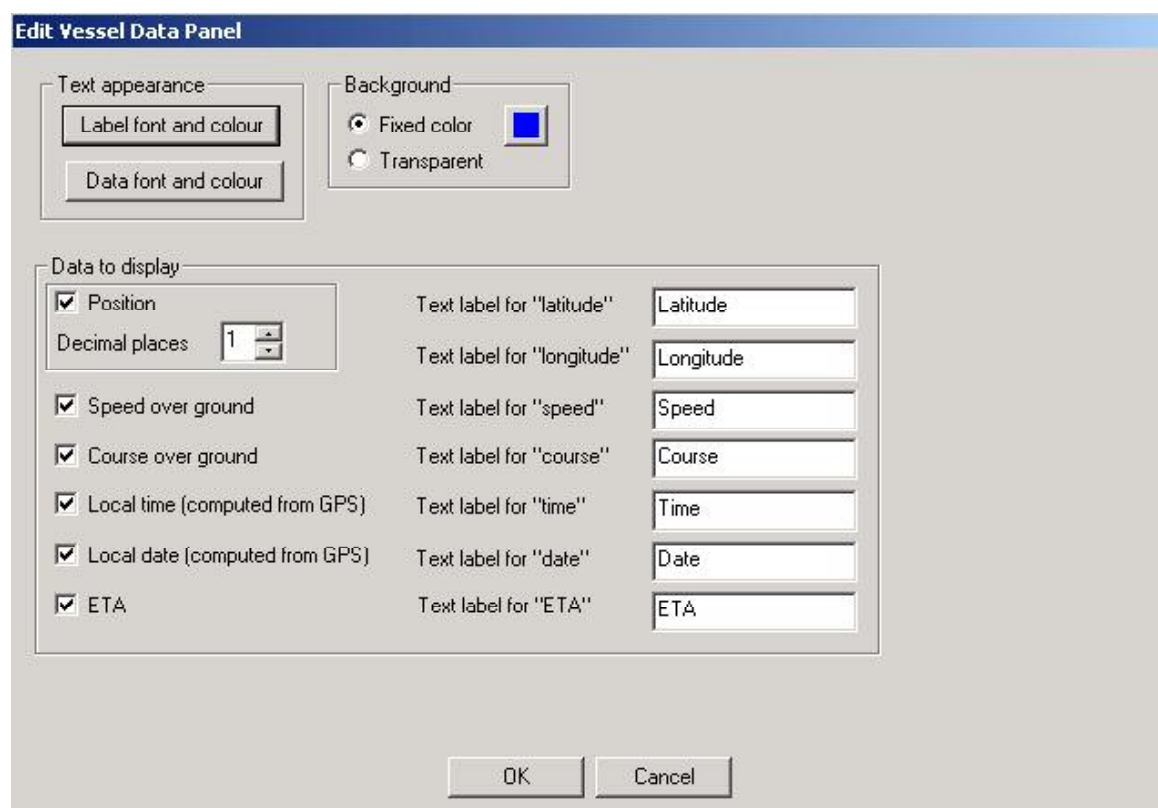 Edit Vessel Data Panel
Text appearance
Label font and colour
Data font and colour
Background
Fixed color
Transparent
Data to display
Position
Decimal places 1
Text label for "latitude" Latitude
Text label for "longitude" Longitude
Speed over ground Text label for "speed" Speed
Course over ground Text label for "course" Course
Local time (computed from GPS) Text label for "time" Time
Local date (computed from GPS) Text label for "date" Date
ETA Text label for "ETA" ETA
OK Cancel